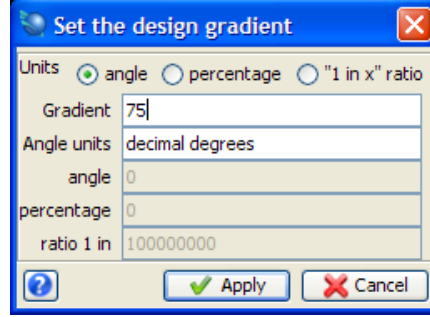 Set the design gradient
Units angle percentage "1 in x" ratio
Gradient 75
Angle units decimal degrees
angle 0
percentage 0
ratio 1 in 100000000
? Apply Cancel